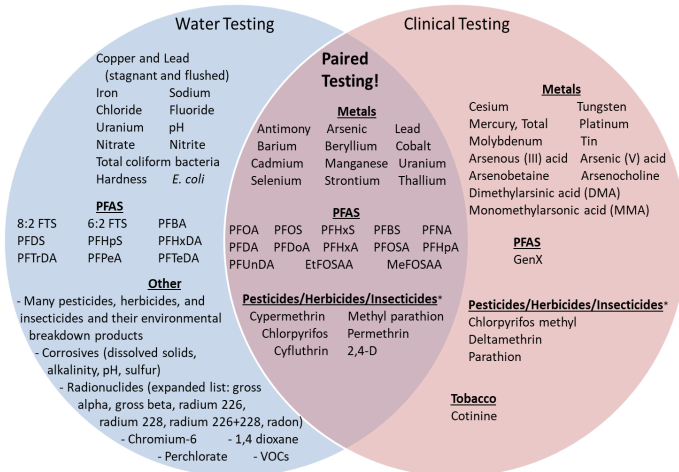 Water Testing
Clinical Testing
Copper and Lead
(stagnant and flushed)
Iron Sodium
Chloride Fluoride
Uranium pH
Nitrate Nitrite
Total coliform bacteria
Hardness E. coli
PFAS
8:2 FTS 6:2 FTS PFBA
PFDS PFHpS PFHxDA
PFTrDA PFPeA PFTeDA
Other
- Many pesticides, herbicides, and
insecticides and their environmental
breakdown products
- Corrosives (dissolved solids,
alkalinity, pH, sulfur)
- Radionuclides (expanded list: gross
alpha, gross beta, radium 226,
radium 228, radium 226+228, radon)
- Chromium-6 - 1,4 dioxane
- Perchlorate - VOCs
Paired
Testing!
Metals
Antimony Arsenic Lead
Barium Beryllium Cobalt
Cadmium Manganese Uranium
Selenium Strontium Thallium
PFAS
PFOA PFOS PFHxS PFBS PFNA
PFDA PFDoA PFHxA PFOSA PFHpA
PFUnDA EtFOSAA MeFOSAA
Pesticides/Herbicides/Insecticides*
Cypermethrin Methyl parathion
Chlorpyrifos Permethrin
Cyfluthrin 2,4-D
Metals
Cesium Tungsten
Mercury, Total Platinum
Molybdenum Tin
Arsenous (III) acid Arsenic (V) acid
Arsenobetaine Arsenocholine
Dimethylarsinic acid (DMA)
Monomethylarsonic acid (MMA)
PFAS
GenX
Pesticides/Herbicides/Insecticides*
Chlorpyrifos methyl
Deltamethrin
Parathion
Tobacco
Cotinine